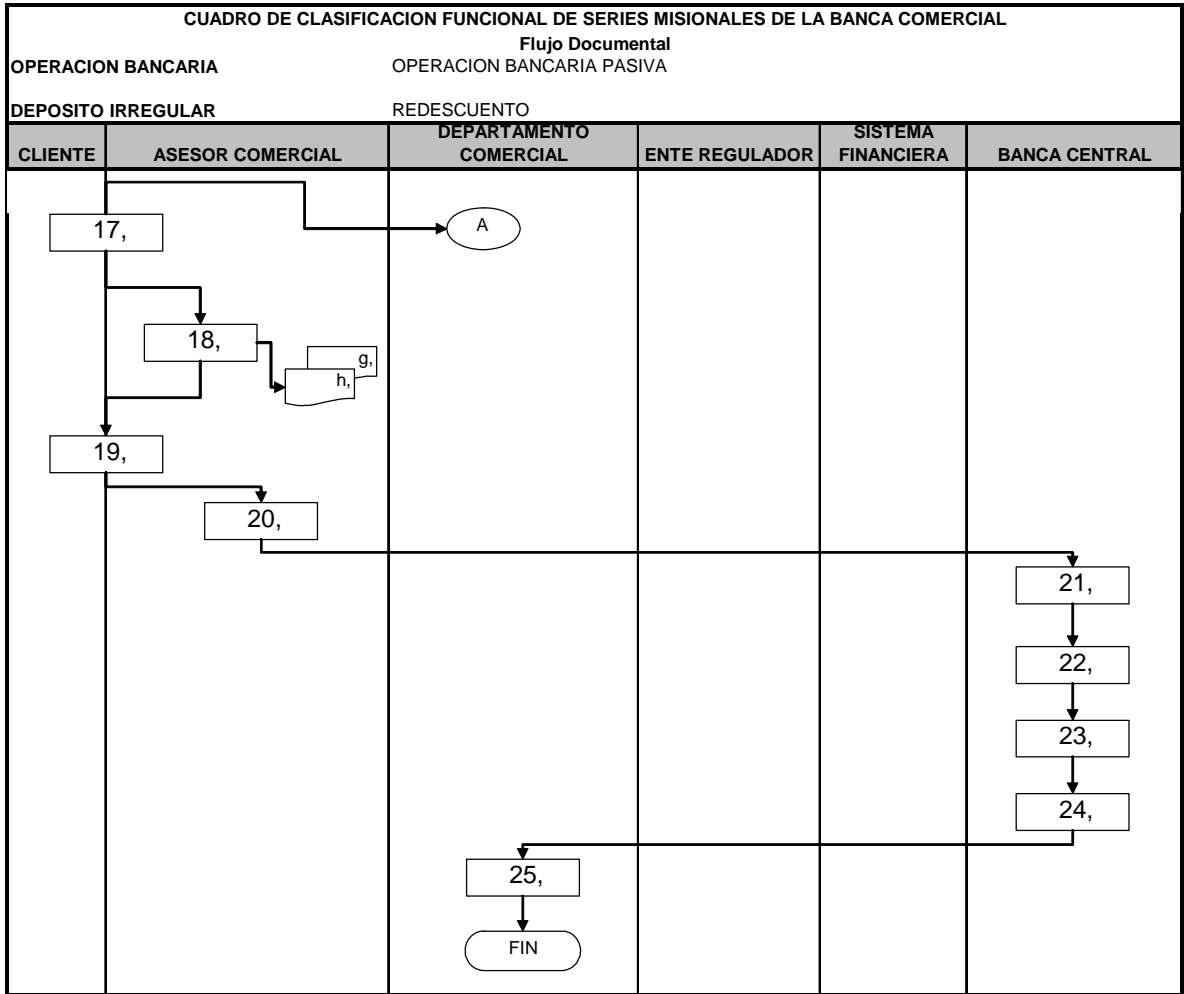 CUADRO DE CLASIFICACION FUNCIONAL DE SERIES MISIONALES DE LA BANCA COMERCIAL
Flujo Documental
OPERACION BANCARIA OPERACION BANCARIA PASIVA
DEPOSITO IRREGULAR REDESCUENTO
CLIENTE
ASESOR COMERCIAL
DEPARTAMENTO
COMERCIAL
ENTE REGULADOR
SISTEMA
FINANCIERA
BANCA CENTRAL
17,
A
18,
g,
h,
19,
20,
21,
22,
23,
24,
25,
FIN